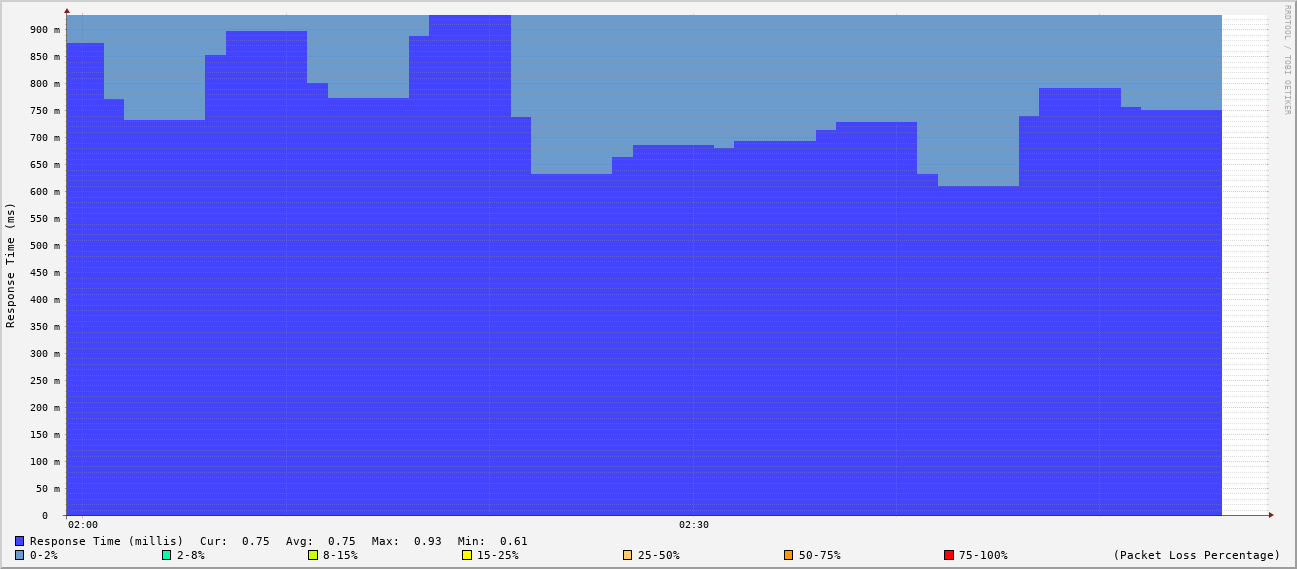 RRDTOOL / TOBI OETIKER
Response Time (ms)
900 m
850 m
800 m
750 m
700 m
650 m
600 m
550 m
500 m
450 m
400 m
350 m
300 m
250 m
200 m
150 m
100 m
50 m
0
02:00 02:30
Response Time (millis) Cur: 0.75 Avg: 0.75 Max: 0.93 Min: 0.61
0-2% 2-8% 8-15% 15-25% 25-50% 50-75% 75-100% (Packet Loss Percentage)